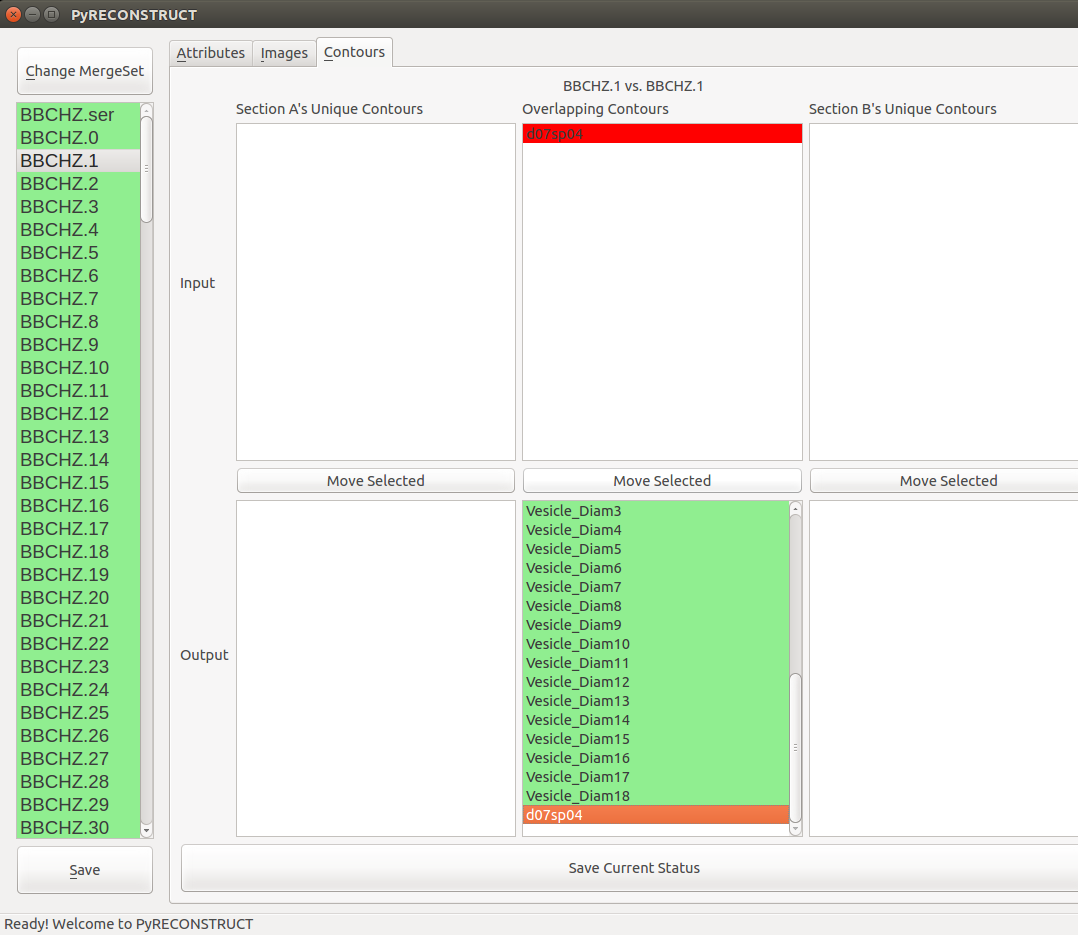 PyRECONSTRUCT
Change MergeSet
BBCHZ.ser
BBCHZ.0
BBCHZ.1
BBCHZ.2
BBCHZ.3
BBCHZ.4
BBCHZ.5
BBCHZ.6
BBCHZ.7
BBCHZ.8
BBCHZ.9
BBCHZ.10
BBCHZ.11
BBCHZ.12
BBCHZ.13
BBCHZ.14
BBCHZ.15
BBCHZ.16
BBCHZ.17
BBCHZ.18
BBCHZ.19
BBCHZ.20
BBCHZ.21
BBCHZ.22
BBCHZ.23
BBCHZ.24
BBCHZ.25
BBCHZ.26
BBCHZ.27
BBCHZ.28
BBCHZ.29
BBCHZ.30
Save
Attributes Images Contours
BBCHZ.1 vs. BBCHZ.1
Section A's Unique Contours Overlapping Contours Section B's Unique Contours
d07sp04
Input
Move Selected Move Selected Move Selected
Vesicle_Diam3
Vesicle_Diam4
Vesicle_Diam5
Vesicle_Diam6
Vesicle_Diam7
Vesicle_Diam8
Vesicle_Diam9
Vesicle_Diam10
Vesicle_Diam11
Vesicle_Diam12
Vesicle_Diam13
Vesicle_Diam14
Vesicle_Diam15
Vesicle_Diam16
Vesicle_Diam17
Vesicle_Diam18
d07sp04
Output
Save Current Status
Ready! Welcome to PyRECONSTRUCT